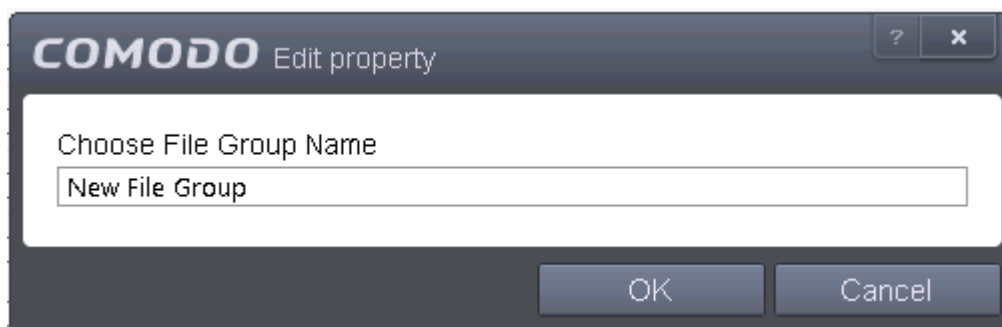 COMODO Edit property
?
x
Choose File Group Name
New File Group
OK
Cancel